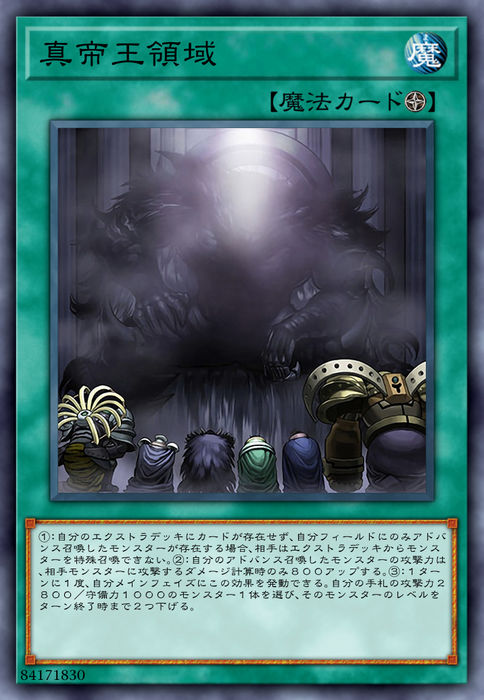 真帝王領域
魔
【魔法カード】
①:自分のエクストラデッキにカードが存在せず、自分フィールドにのみアドバ
ンス召喚したモンスターが存在する場合、相手はエクストラデッキからモンス
ターを特殊召喚できない。②:自分のアドバンス召喚したモンスターの攻撃力は
、相手モンスターに攻撃するダメージ計算時のみ８００アップする。③:１ター
ンに１度、自分メインフェイズにこの効果を発動できる。自分の手札の攻撃力２
８００/守備力１０００のモンスター１体を選び、そのモンスターのレベルを
ターン終了時まで２つ下げる。
84171830